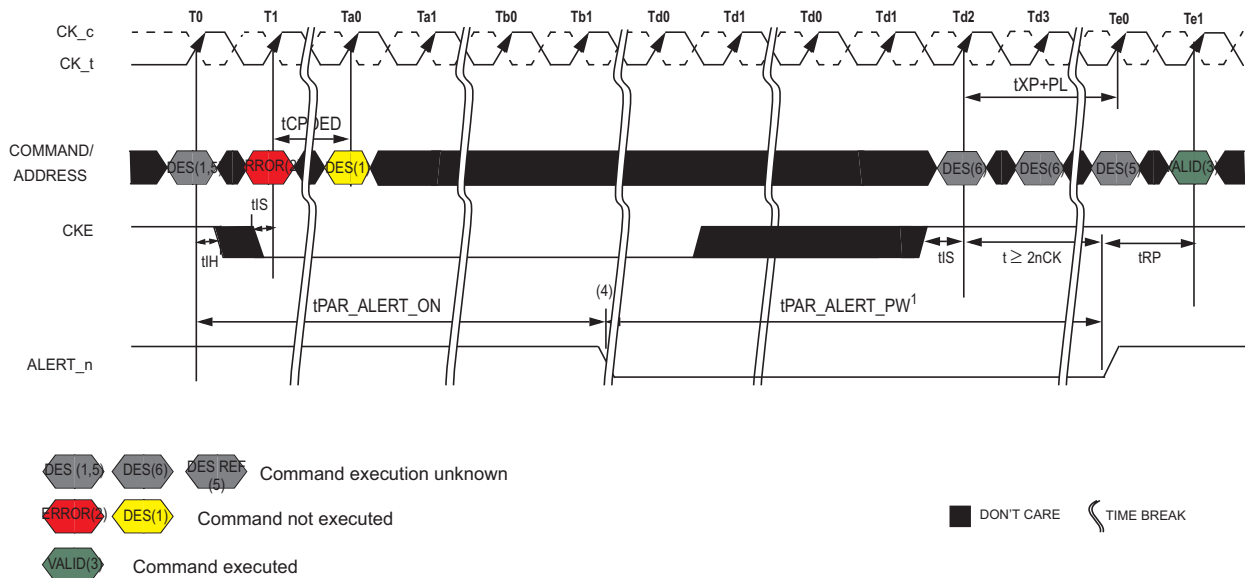 T0 T1 Ta0 Ta1 Tb0 Tb1 Td0 Td1 Td0 Td1 Td2 Td3 Te0 Te1
CK_c
CK_t
tXP+PL
tCPDED
COMMAND/
ADDRESS
DES(1,5) RROR(2 DES(1) DES(6) DES(6) DES(5) ALID(3)
tIS
CKE
tIH
tIS
t ≥ 2nCK
tRP
(4)
tPAR_ALERT_ON
tPAR_ALERT_PW1
ALERT_n
DES (1,5) DES(6) DES REF (5) Command execution unknown
ERROR(2) DES(1) Command not executed
DON'T CARE
TIME BREAK
VALID(3) Command executed